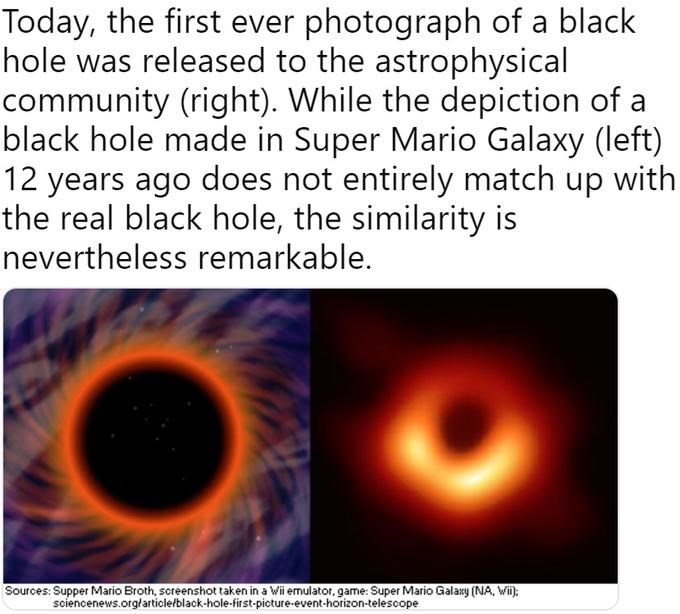 Today, the first ever photograph of a black
hole was released to the astrophysical
community (right). While the depiction of a
black hole made in Super Mario Galaxy (left)
12 years ago does not entirely match up with
the real black hole, the similarity is
nevertheless remarkable.
Sources: Supper Mario Broth, screenshot taken in a Wii emulator, game: Super Mario Galaxy (NA, Wii);
sciencenews.org/article/black-hole-first-picture-event-horizon-telescope